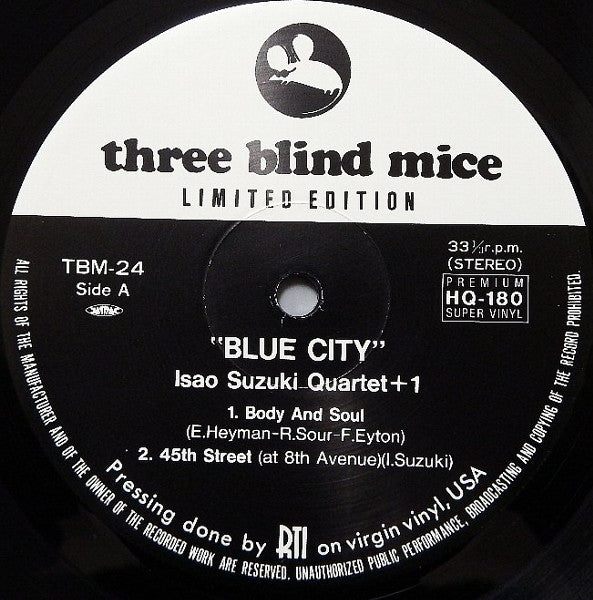 three blind mice
LIMITED EDITION
TBM-24
Side A
33⅓r.p.m.
(STEREO)
PREMIUM
HQ-180
SUPER VINYL
"BLUE CITY"
Isao Suzuki Quartet+1
1. Body And Soul
(E.Heyman-R.Sour-F.Eyton)
2. 45th Street (at 8th Avenue)(I.Suzuki)
Pressing done by RTI on virgin vinyl, USA
ALL RIGHTS OF THE MANUFACTURER AND OF THE OWNER OF THE RECORDED WORK ARE RESERVED. UNAUTHORIZED PUBLIC PERFORMANCE, BROADCASTING AND COPYING OF THE RECORD PROHIBITED.